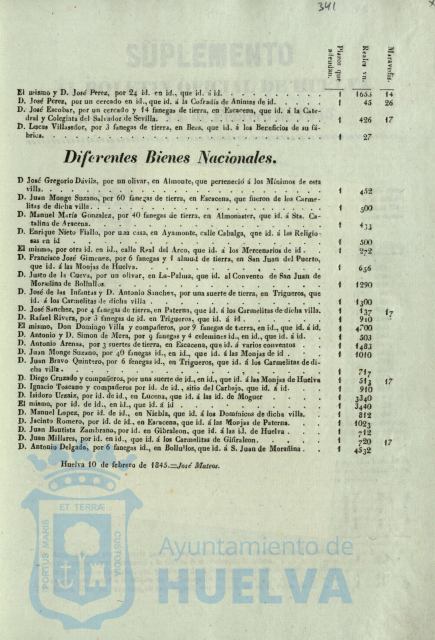 341
Plazos que adeudan.
Reales vn.
Maravedís.
El mismo y D. José Perez, por 24 id. en id., que id. á id. 1 1653 14
D. José Perez, por un cercado en id., que id. á la Cofradía de Animas de id. 1 45 26
D. José Escobar, por un cercado y 14 fanegas de tierra, en Escacena, que id. á la Cate-
dral y Colegiata del Salvador de Sevilla. 1 426 17
D. Lucas Villaseñor, por 3 fanegas de tierra, en Beas, que id. á los Beneficios de su fá-
brica. 1 27
Diferentes Bienes Nacionales.
D José Gregorio Dávila, por un olivar, en Almonte, que perteneció á los Mínimos de esta
villa. 1 452
D. Juan Monge Suzano, por 60 fanegas de tierra, en Escacena, que fueron de los Carme-
litas de dicha villa. 1 500
D. Manuel María Gonzalez, por 40 fanegas de tierra, en Almonaster, que id. á Sta. Ca-
talina de Aracena. 1
D. Enrique Nieto Fiallo, por una casa, en Ayamonte, calle Cabalga, que id. á las Religio-
sas en id 1 500
El mismo, por otra id. en id., calle Real del Arco, que id. á los Mercenarios de id. 1 272
D. Francisco José Gimenez, por 6 fanegas y 1 almud de tierra, en San Juan del Puerto,
que id. á las Monjas de Huelva. 1 656
D. Justo de la Cueva, por un olivar, en La-Palma, que id. al Convento de San Juan de
Morañina de Bollullos 1 1290
D. José de las Infantas y D. Antonio Sanchez, por una suerte de tierra, en Trigueros, que
id. á los Carmelitas de dicha villa 1 1300
D. José Sanchez, por 4 fanegas de tierra, en Paterna, que id. á los Carmelitas de dicha villa. 1 137 17
D. Rafael Rivera, por 3 fanegas de id. en Trigueros, que id. á id. 1 910
El mismo, Don Domingo Villa y compañeros, por 9 fanegas de tierra, en id., que id. á id. 1 4700
D. Antonio y D. Simon de Mora, por 9 fanegas y 4 celemines id., en id., que id. á id. 1 503
D. Antonio Arenas, por 3 suertes de tierra, en Escacena, que id. á varios conventos 1 1483
D. Juan Monge Suzano, por 40 fanegas id., en id., que id. á las Monjas de id 1 1010
D. Juan Bravo Quintero, por 6 fanegas id., en Trigueros, que id. á los Carmelitas de di-
cha villa. 1 717
D. Diego Cruzado y compañeros, por una suerte de id., en id., que id. á las Monjas de Huelva 1 513 17
D. Ignacio Toscano y compañeros por id. de id., sitio del Carbojo, que id. á id. 1 910
D. Isidoro Urzaiz, por id. de id., en Lucena, que id. á las id. de Moguer 1 3340
El mismo, por id. de id., en id., que id. á id 1 3440
D. Manuel Lopez, por id. de id., en Niebla, que id. á los Dominicos de dicha villa. 1 812
D. Jacinto Romero, por id. de id., en Escacena, que id. á las Monjas de Paterna. 1 1023
D. Juan Bautista Zambrano, por id. en Gibraleon, que id. á las id. de Huelva 1 712
D. Juan Millares, por id. en id., que id. á los Carmelitas de Gibraleon. 1 720 17
D. Antonio Delgado, por 6 fanegas id., en Bollullos, que id. á S. Juan de Morañina. 1 4532
Huelva 10 de febrero de 1845.=José Mateos.
PORTUS MARIS ET TERRAE CUSTODIA
Ayuntamiento de
HUELVA